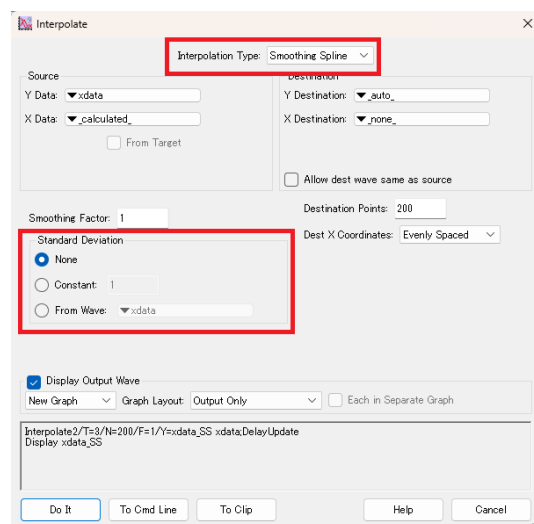 Interpolate
Interpolation Type: Smoothing Spline
Source
Destination
Y Data: xdata
Y Destination: _auto_
X Data: _calculated_
X Destination: _none_
From Target
Allow dest wave same as source
Smoothing Factor: 1
Destination Points: 200
Standard Deviation
Dest X Coordinates: Evenly Spaced
None
Constant: 1
From Wave: xdata
Display Output Wave
New Graph Graph Layout: Output Only Each in Separate Graph
Interpolate2/T=3/N=200/F=1/Y=xdata_SS xdata;DelayUpdate
Display xdata_SS
Do It To Cmd Line To Clip Help Cancel